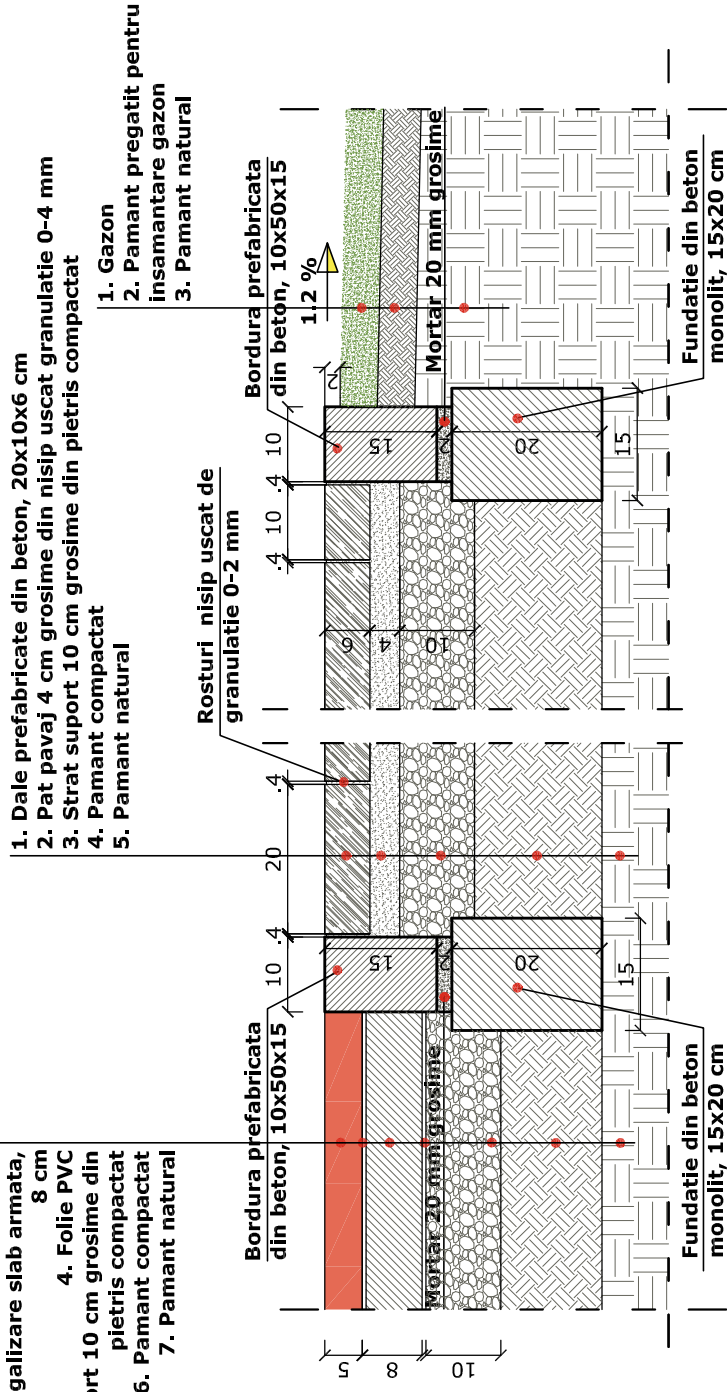 galizare slab armata,
8 cm
4. Folie PVC
ort 10 cm grosime din
pietris compactat
6. Pamant compactat
7. Pamant natural
1. Dale prefabricate din beton, 20x10x6 cm
2. Pat pavaj 4 cm grosime din nisip uscat granulatie 0-4 mm
3. Strat suport 10 cm grosime din pietris compactat
4. Pamant compactat
5. Pamant natural
1. Gazon
2. Pamant pregatit pentru
insamantare gazon
3. Pamant natural
Rosturi nisip uscat de
granulatie 0-2 mm
Bordura prefabricata
din beton, 10x50x15
Bordura prefabricata
din beton, 10x50x15
1.2 %
10
.4
20
.4
.4
10
.4
10
2
5
8
10
15
2
20
15
6
4
10
15
2
20
15
Mortar 20 mm grosime
Mortar 20 mm grosime
Fundatie din beton
monolit, 15x20 cm
Fundatie din beton
monolit, 15x20 cm